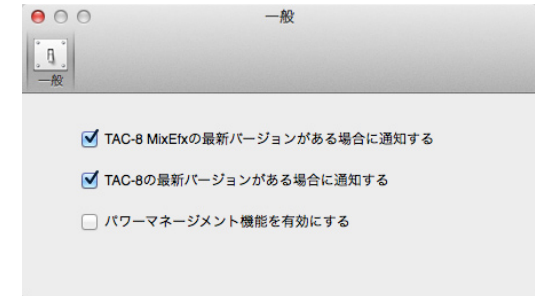 一般
一般
TAC-8 MixEfxの最新バージョンがある場合に通知する
TAC-8の最新バージョンがある場合に通知する
パワーマネージメント機能を有効にする